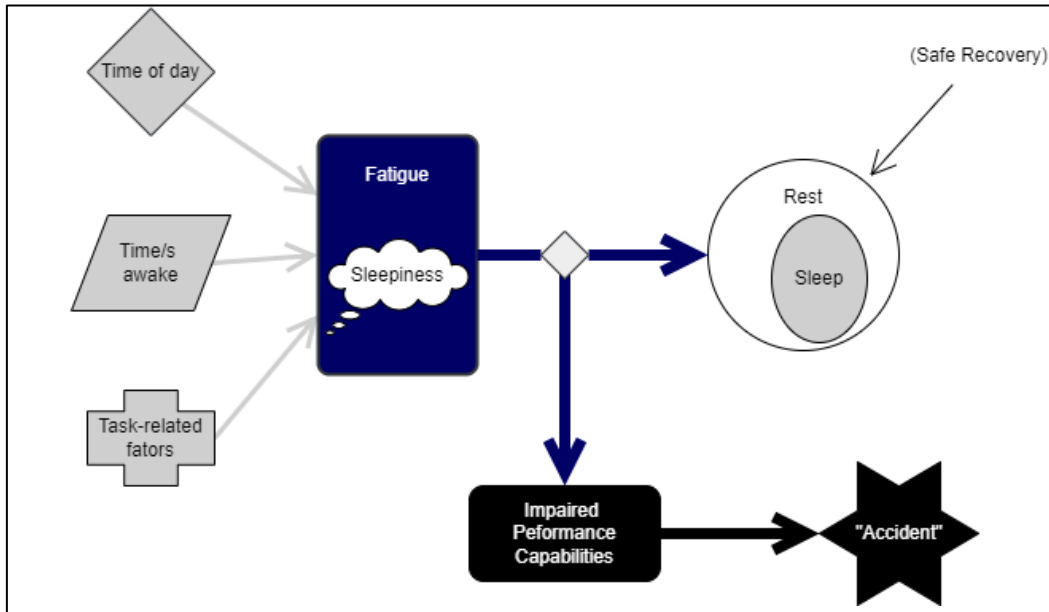 Time of day
(Safe Recovery)
Fatigue
Rest
Time/s
awake
Sleepiness
Sleep
Task-related
fators
Impaired
Peformance
Capabilities
"Accident"